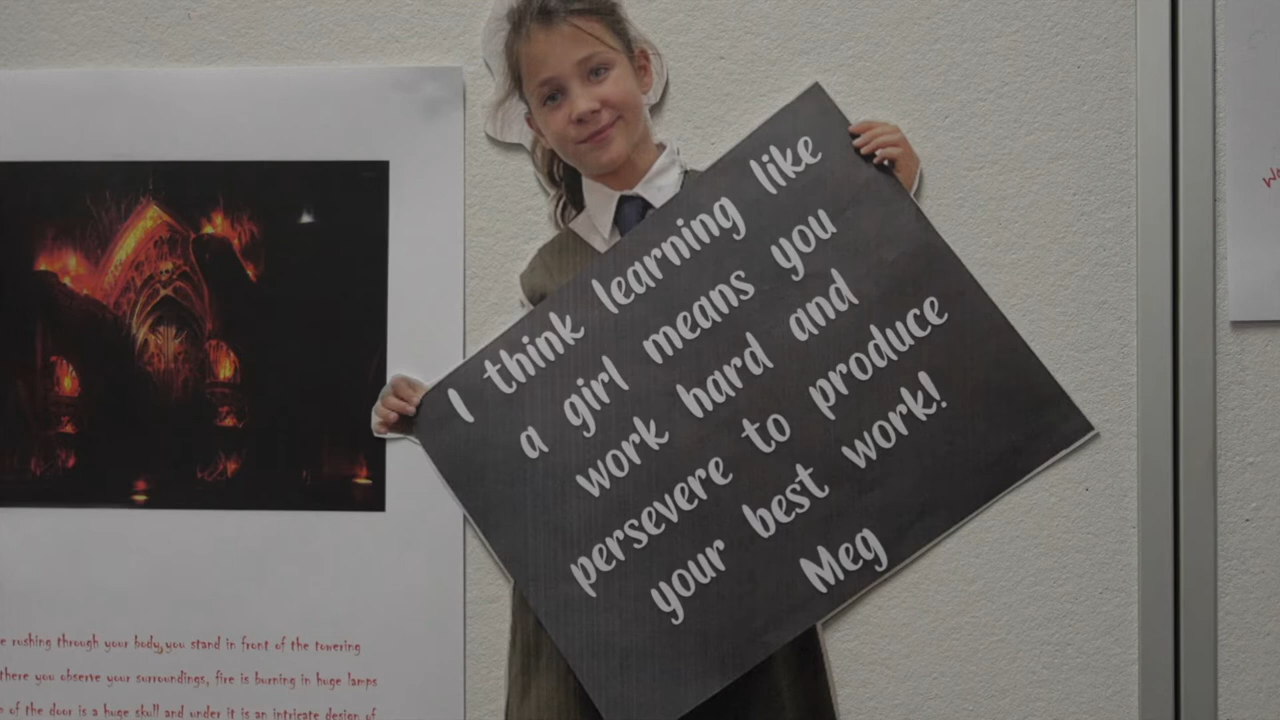 I think learning like
a girl means you
work hard and
persevere to produce
your best work!
Meg
rushing through your body, you stand in front of the towering
there you observe your surroundings, fire is burning in huge lamps
of the door is a huge skull and under it is an intricate design of